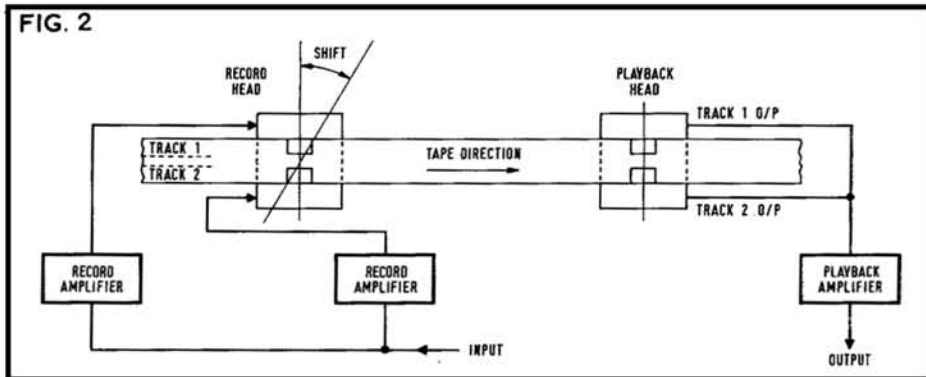 FIG. 2
SHIFT
RECORD
HEAD
PLAYBACK
HEAD
TRACK 1 O/P
TRACK 1
TRACK 2
TAPE DIRECTION
TRACK 2 O/P
RECORD
AMPLIFIER
RECORD
AMPLIFIER
PLAYBACK
AMPLIFIER
INPUT
OUTPUT